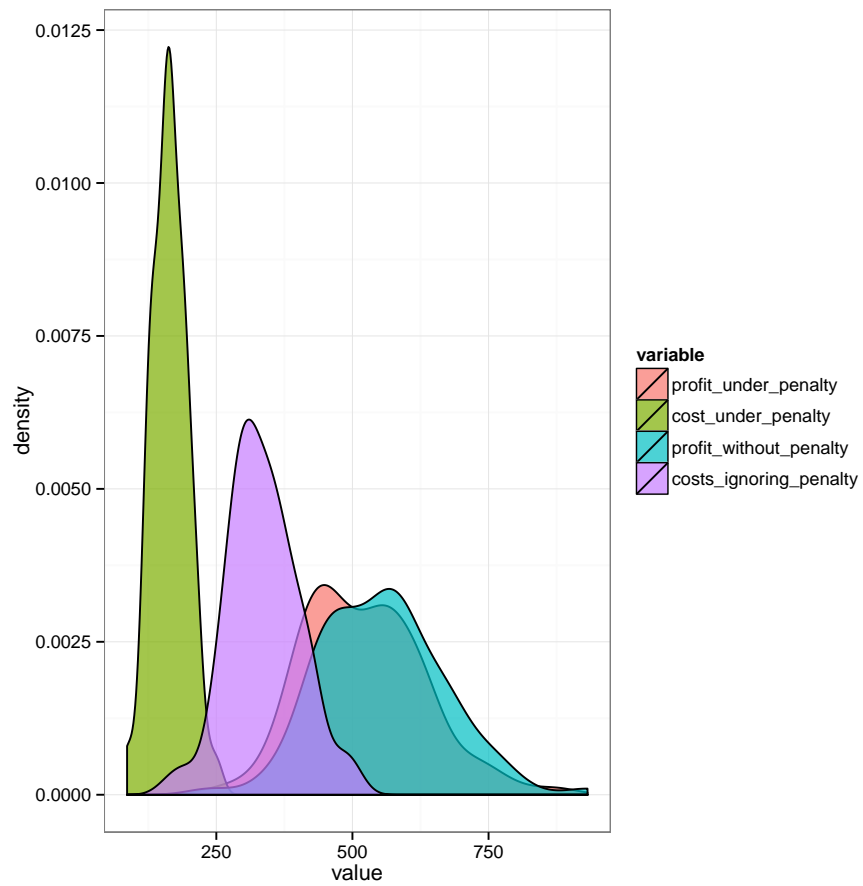 0.0125
0.0100
0.0075
0.0050
0.0025
0.0000
density
250 500 750
value
variable
profit_under_penalty
cost_under_penalty
profit_without_penalty
costs_ignoring_penalty